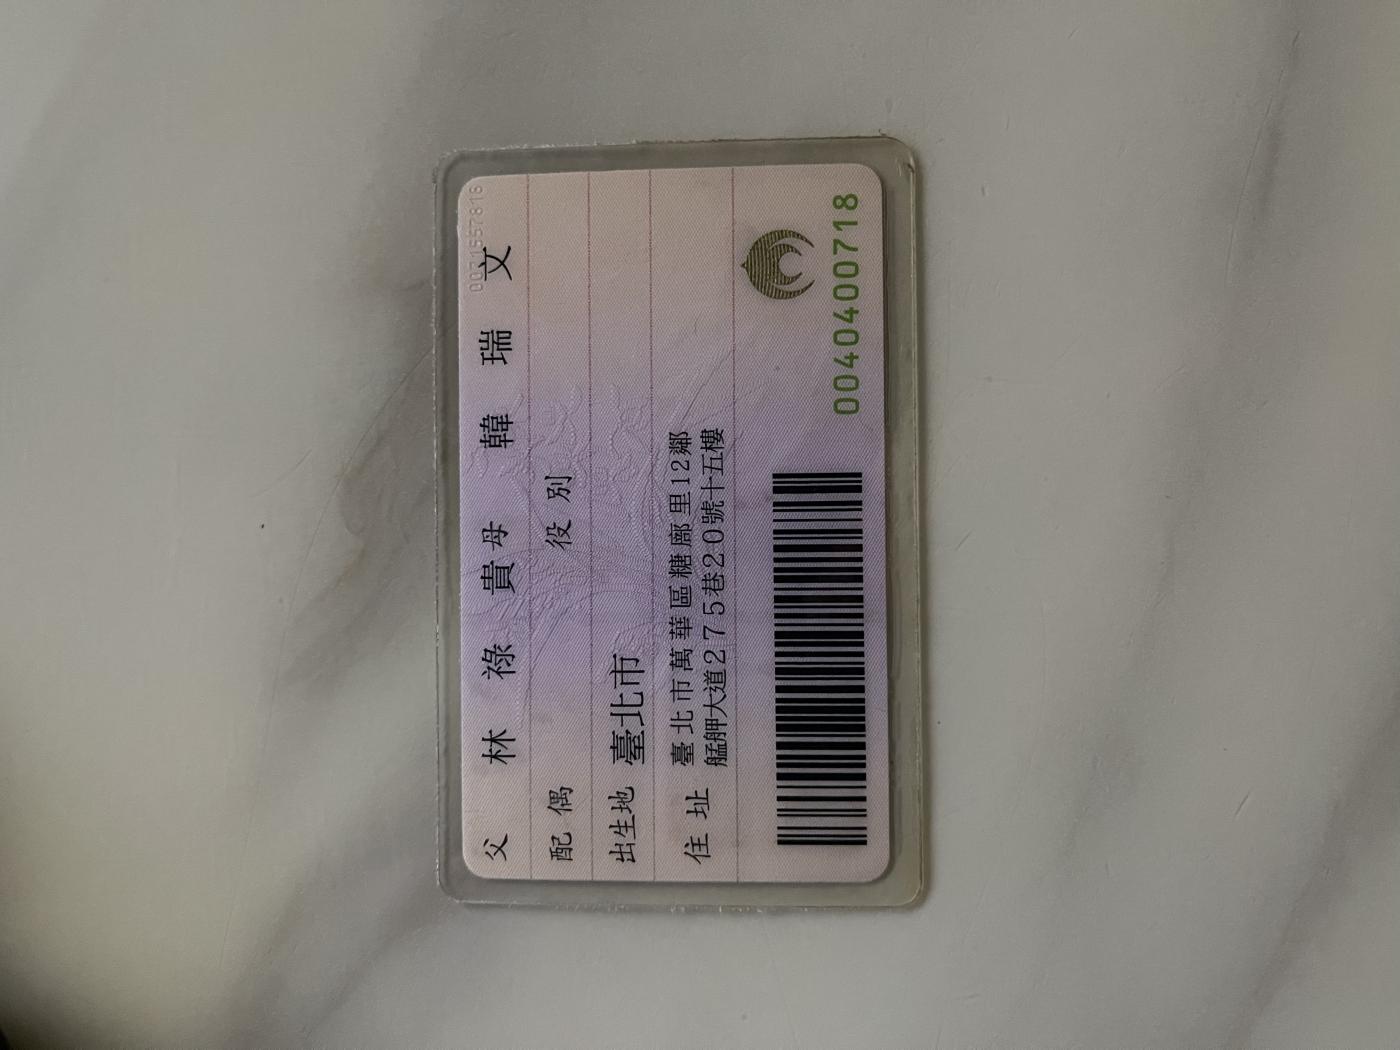 0071557818
父 林祿貴 母 韓瑞文
配偶 役別
出生地 臺北市
住址 臺北市萬華區糖廍里12鄰
艋舺大道275巷20號十五樓
0040400718